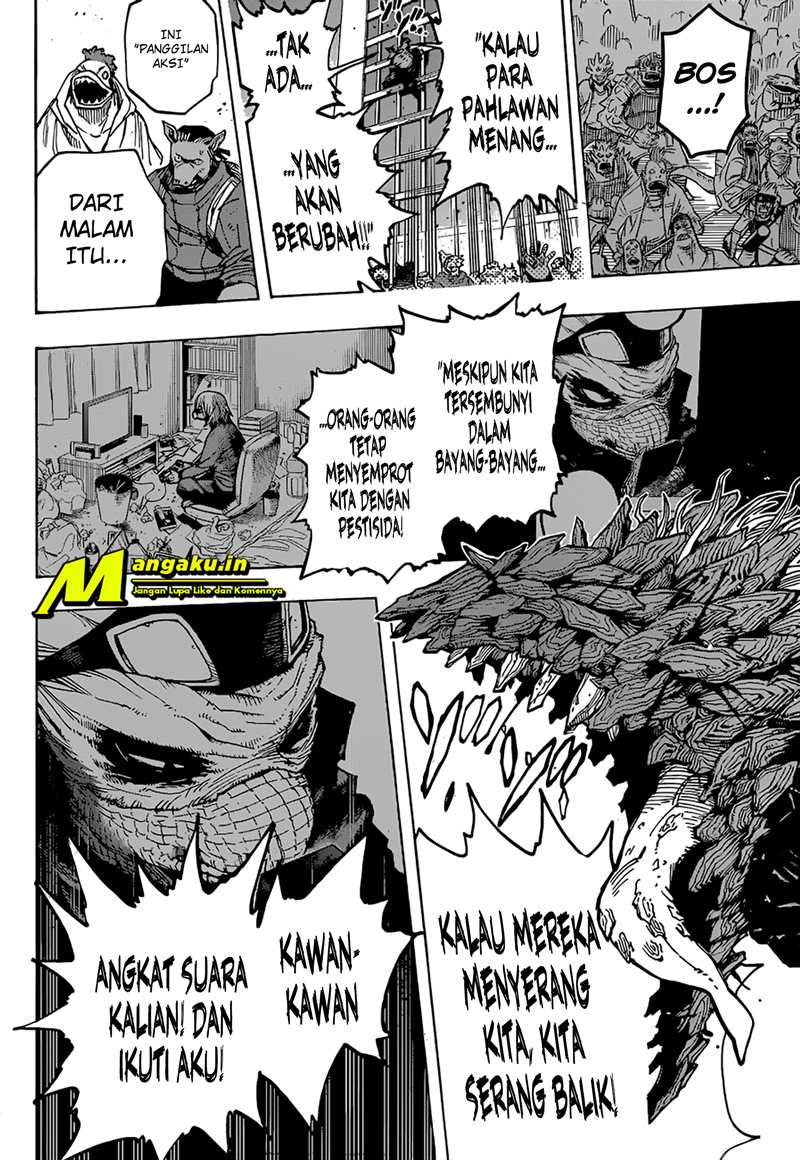 BOS
...!
"KALAU
PARA
PAHLAWAN
MENANG...
...TAK
ADA...
...YANG
AKAN
BERUBAH!!"
INI
"PANGGILAN
AKSI"
DARI
MALAM
ITU...
"MESKIPUN KITA
TERSEMBUNYI
DALAM
BAYANG-BAYANG...
...ORANG-ORANG
TETAP
MENYEMPROT
KITA DENGAN
PESTISIDA!
Mangaku.in
Jangan Lupa Like dan Komennya
KALAU MEREKA
MENYERANG
KITA, KITA
SERANG BALIK!
KAWAN-
KAWAN
ANGKAT SUARA
KALIAN! DAN
IKUTI AKU!